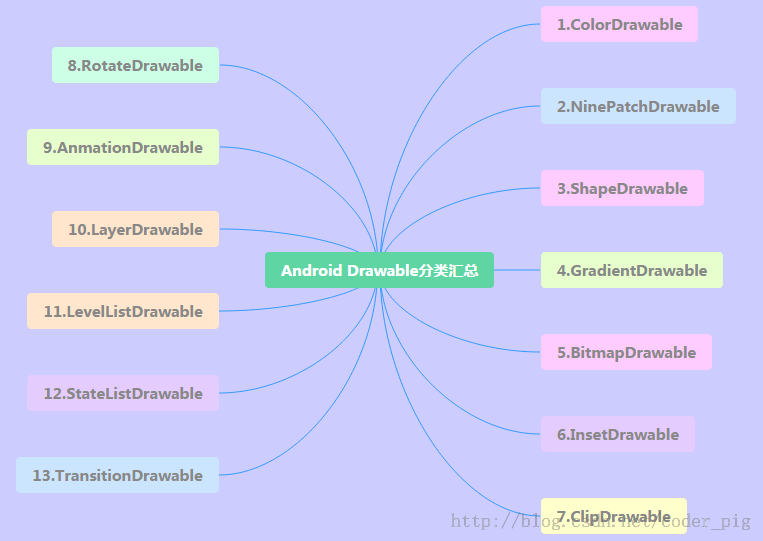 Android Drawable分类汇总
1.ColorDrawable
2.NinePatchDrawable
3.ShapeDrawable
4.GradientDrawable
5.BitmapDrawable
6.InsetDrawable
7.ClipDrawable
8.RotateDrawable
9.AnmationDrawable
10.LayerDrawable
11.LevelListDrawable
12.StateListDrawable
13.TransitionDrawable
http://blog.csdn.net/coder_pig